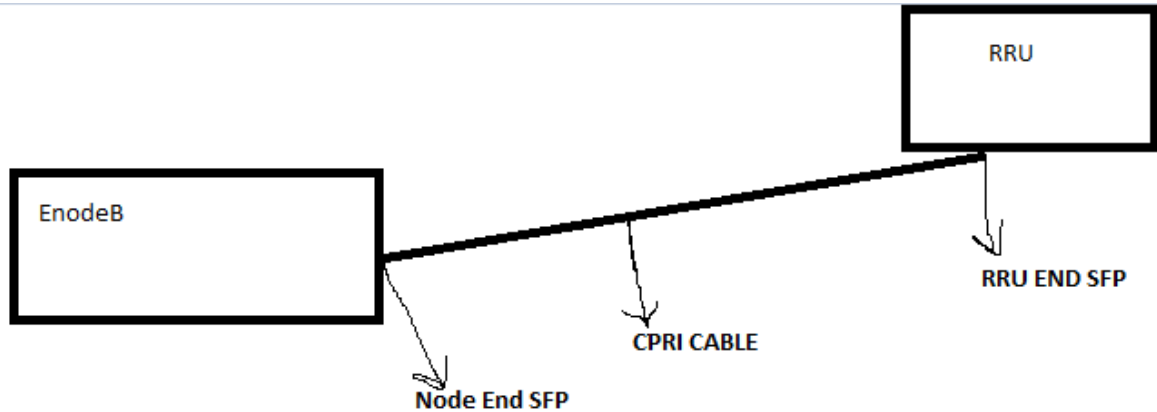 RRU
EnodeB
RRU END SFP
CPRI CABLE
Node End SFP